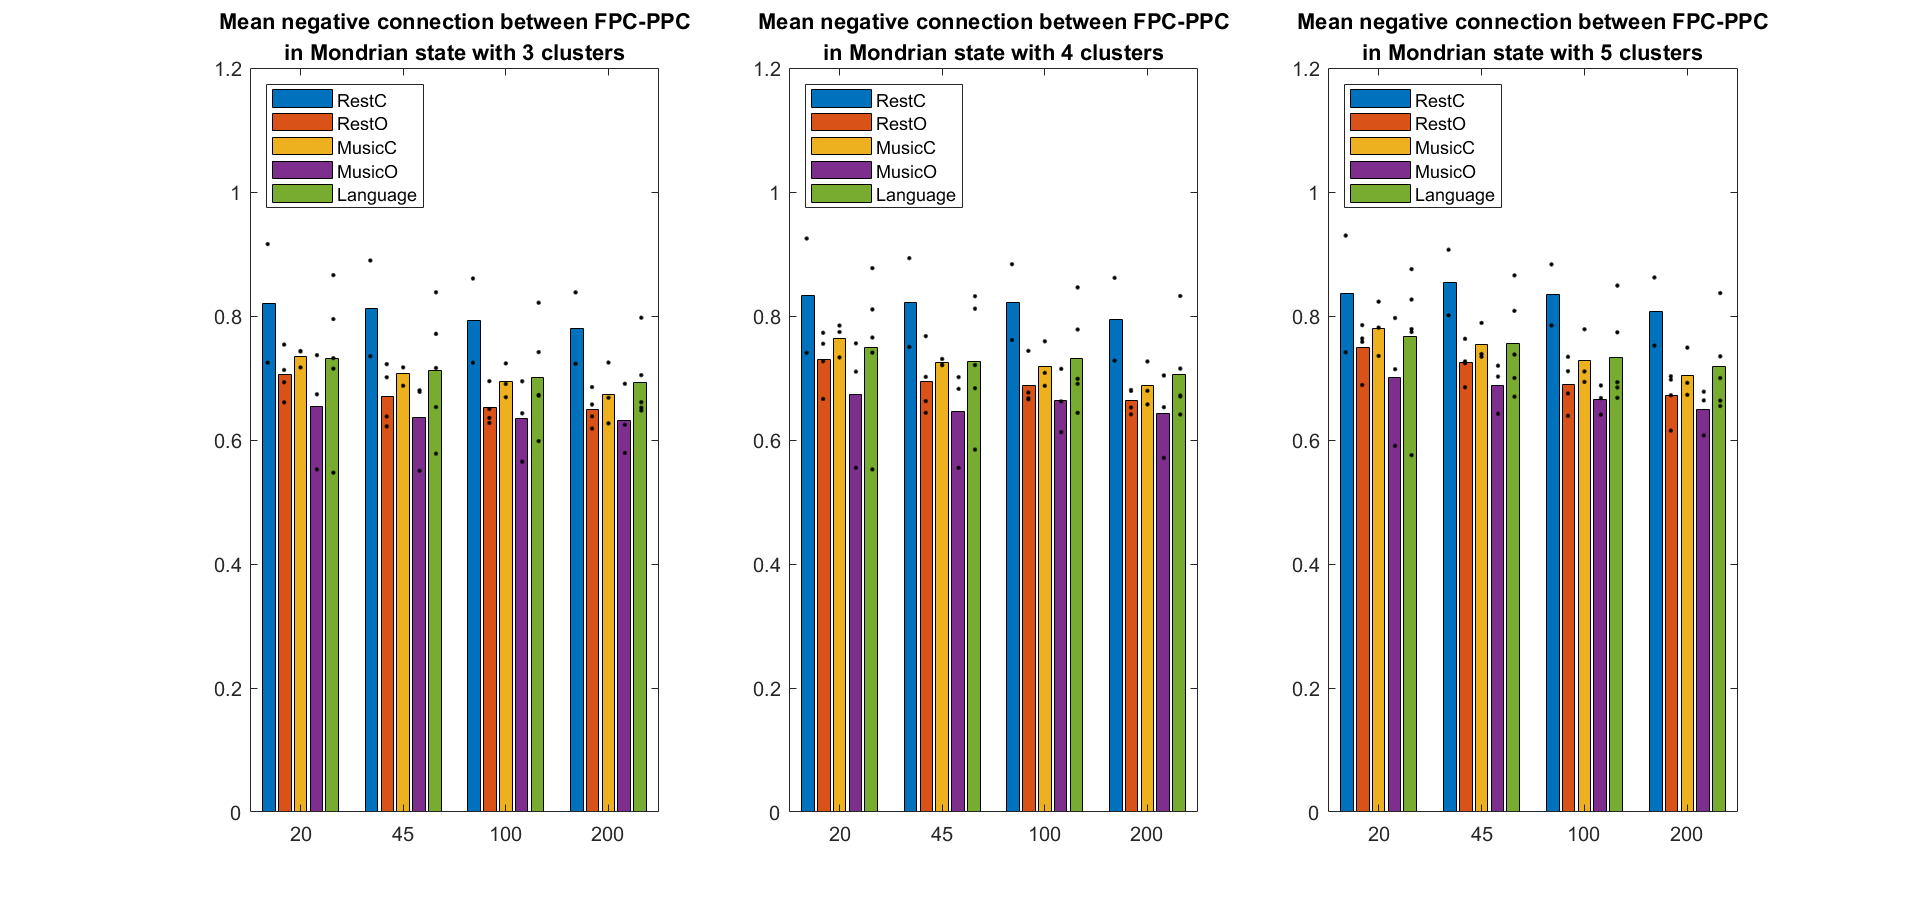 Mean negative connection between FPC-PPC
in Mondrian state with 3 clusters
1.2
1
0.8
0.6
0.4
0.2
0
RestC
RestO
MusicC
MusicO
Language
20 45 100 200
Mean negative connection between FPC-PPC
in Mondrian state with 4 clusters
1.2
1
0.8
0.6
0.4
0.2
0
RestC
RestO
MusicC
MusicO
Language
20 45 100 200
Mean negative connection between FPC-PPC
in Mondrian state with 5 clusters
1.2
1
0.8
0.6
0.4
0.2
0
RestC
RestO
MusicC
MusicO
Language
20 45 100 200